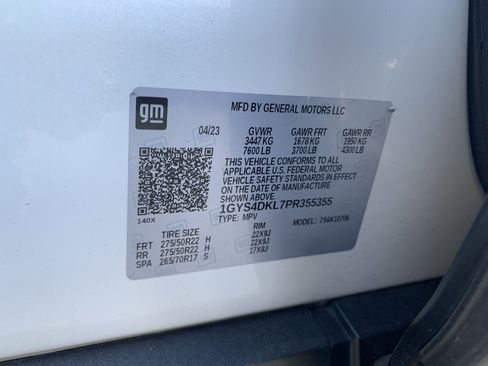 gm
MFD BY GENERAL MOTORS LLC
04/23 GVWR GAWR FRT GAWR RR
3447 KG 1678 KG 1950 KG
7600 LB 3700 LB 4300 LB
THIS VEHICLE CONFORMS TO ALL
APPLICABLE U.S. FEDERAL MOTOR
VEHICLE SAFETY STANDARDS IN
EFFECT ON THE DATE OF
MANUFACTURE SHOWN ABOVE.
1GYS4DKL7PR355355
140X TYPE: MPV MODEL: 7S6K1070K
TIRE SIZE RIM
FRT 275/50R22 H 22X9J
RR 275/50R22 H 22X9J
SPA 265/70R17 S 17X8J